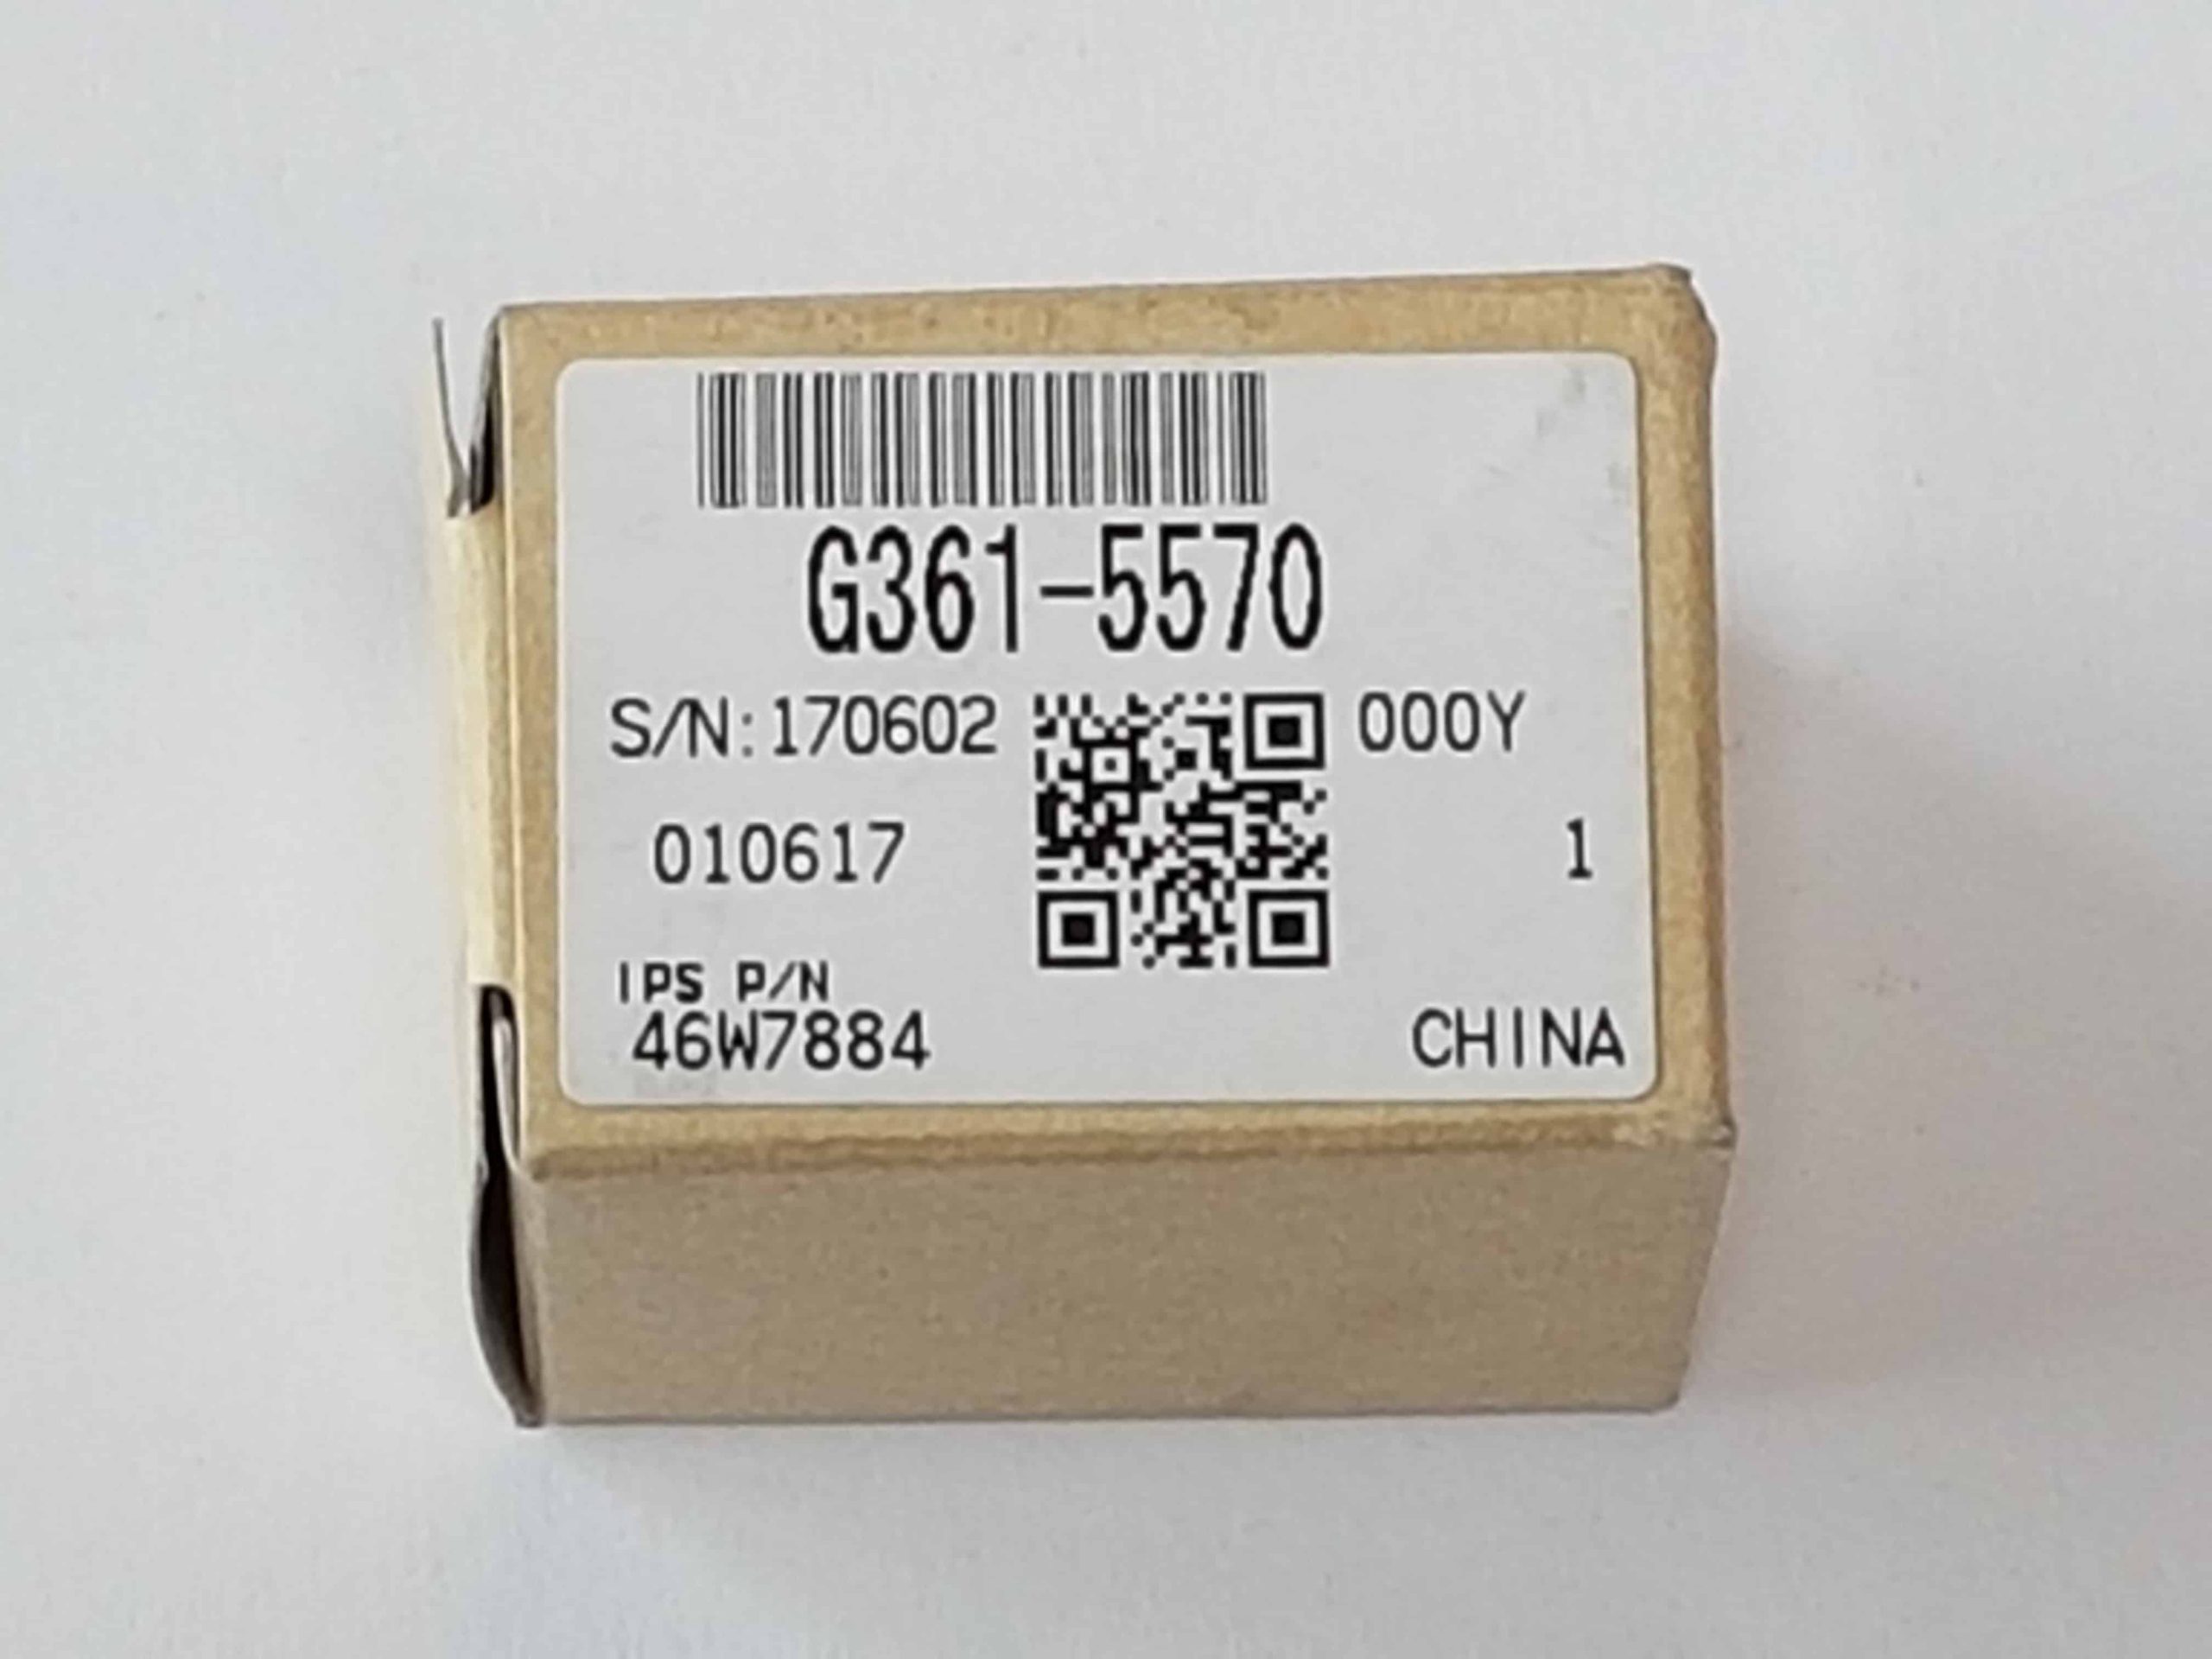 G361-5570
S/N:170602 000Y
010617 1
IPS P/N
46W7884
CHINA